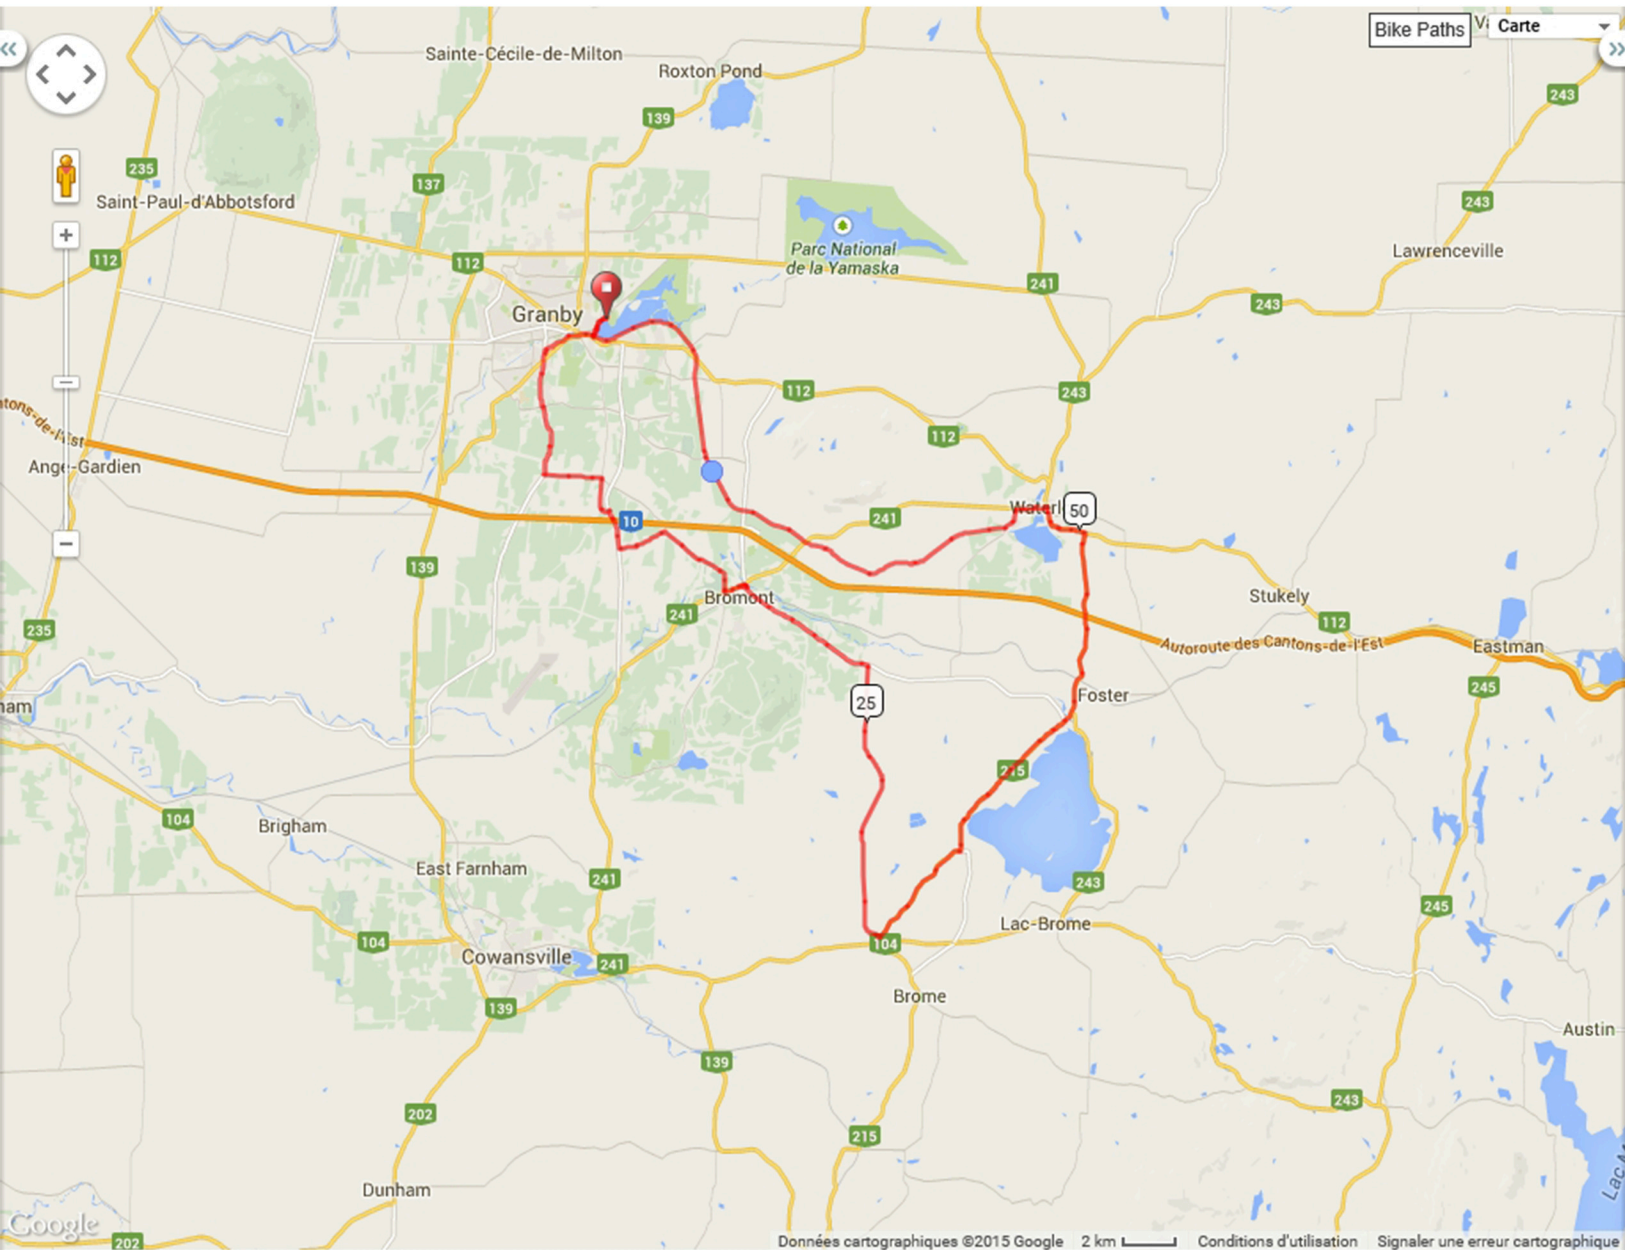 Bike Paths
Carte
Sainte-Cécile-de-Milton
Roxton Pond
243
139
235
137
Saint-Paul-d'Abbotsford
243
Parc National
de la Yamaska
Lawrenceville
112
112
241
243
Granby
112
243
112
Ange-Gardien
10
241
50
139
Bromont
241
Stukely
112
235
Autoroute des Cantons-de-l'Est
Eastman
245
Foster
25
215
104
Brigham
East Farnham
241
243
245
Lac-Brome
104
104
Cowansville
241
Brome
139
Austin
139
243
202
215
Dunham
Google
202
Données cartographiques ©2015 Google
2 km
Conditions d'utilisation
Signaler une erreur cartographique